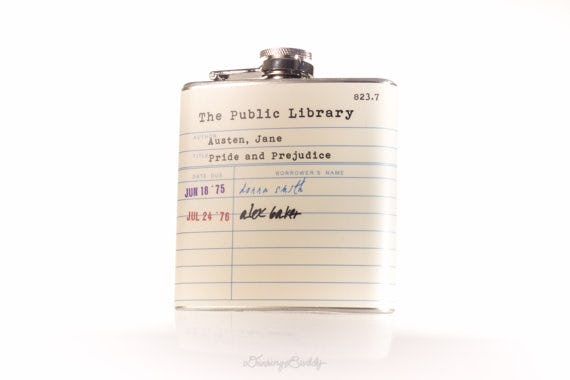 823.7
The Public Library
AUTHOR Austen, Jane
TITLE Pride and Prejudice
DATE DUE BORROWER'S NAME
JUN 18 '75 donna smith
JUL 24 '76 alex baker
DrinkingBuddy